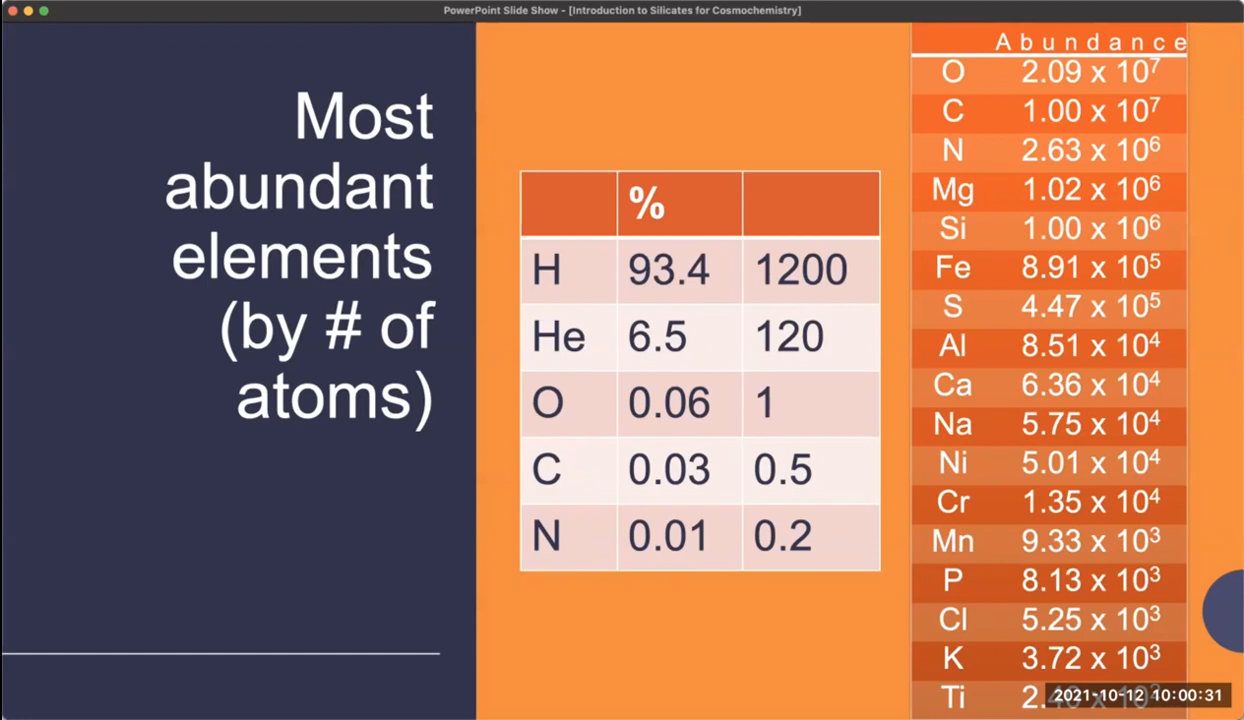 PowerPoint Slide Show - [Introduction to Silicates for Cosmochemistry]
Most
abundant
elements
(by # of
atoms)
%
H 93.4 1200
He 6.5 120
O 0.06 1
C 0.03 0.5
N 0.01 0.2
Abundance
O 2.09 x 10⁷
C 1.00 x 10⁷
N 2.63 x 10⁶
Mg 1.02 x 10⁶
Si 1.00 x 10⁶
Fe 8.91 x 10⁵
S 4.47 x 10⁵
Al 8.51 x 10⁴
Ca 6.36 x 10⁴
Na 5.75 x 10⁴
Ni 5.01 x 10⁴
Cr 1.35 x 10⁴
Mn 9.33 x 10³
P 8.13 x 10³
Cl 5.25 x 10³
K 3.72 x 10³
Ti
2021-10-12 10:00:31